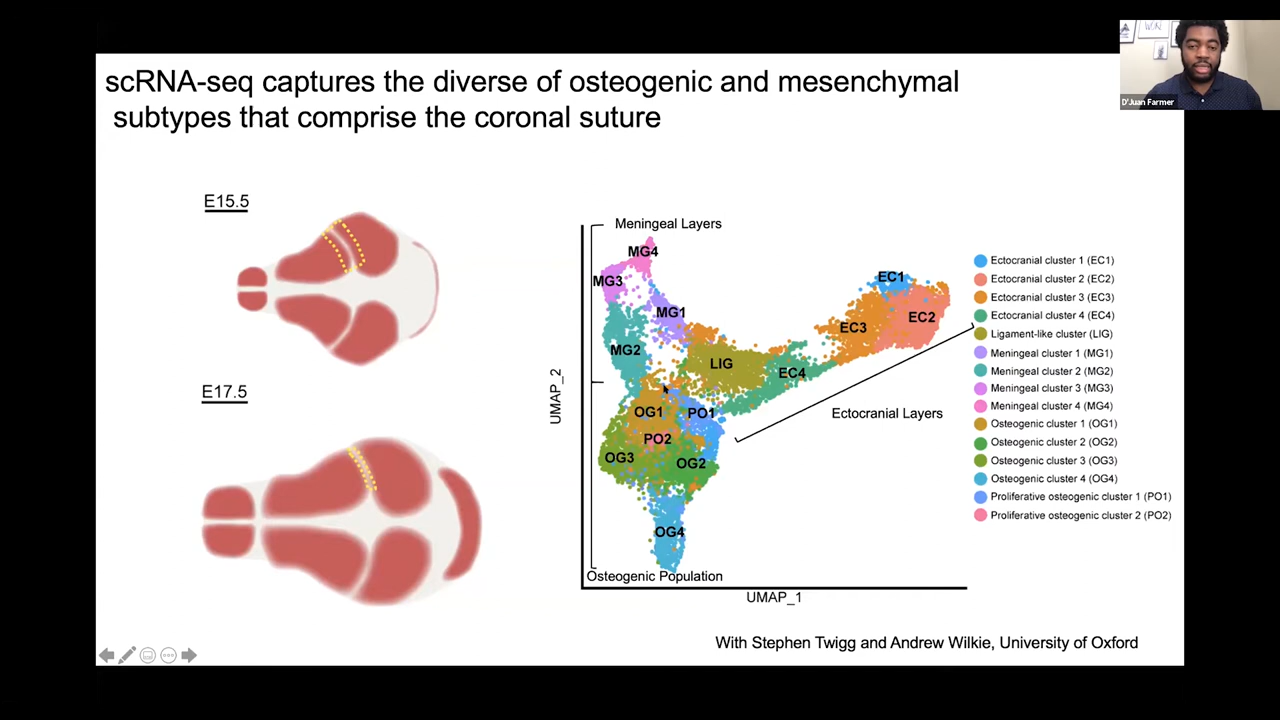 scRNA-seq captures the diverse of osteogenic and mesenchymal
subtypes that comprise the coronal suture
D'Juan Farmer
E15.5
E17.5
Meningeal Layers
MG4
MG3
MG1
MG2
LIG
EC1
EC2
EC3
EC4
OG1
PO1
PO2
OG3
OG2
OG4
Ectocranial Layers
Osteogenic Population
UMAP_2
UMAP_1
Ectocranial cluster 1 (EC1)
Ectocranial cluster 2 (EC2)
Ectocranial cluster 3 (EC3)
Ectocranial cluster 4 (EC4)
Ligament-like cluster (LIG)
Meningeal cluster 1 (MG1)
Meningeal cluster 2 (MG2)
Meningeal cluster 3 (MG3)
Meningeal cluster 4 (MG4)
Osteogenic cluster 1 (OG1)
Osteogenic cluster 2 (OG2)
Osteogenic cluster 3 (OG3)
Osteogenic cluster 4 (OG4)
Proliferative osteogenic cluster 1 (PO1)
Proliferative osteogenic cluster 2 (PO2)
With Stephen Twigg and Andrew Wilkie, University of Oxford